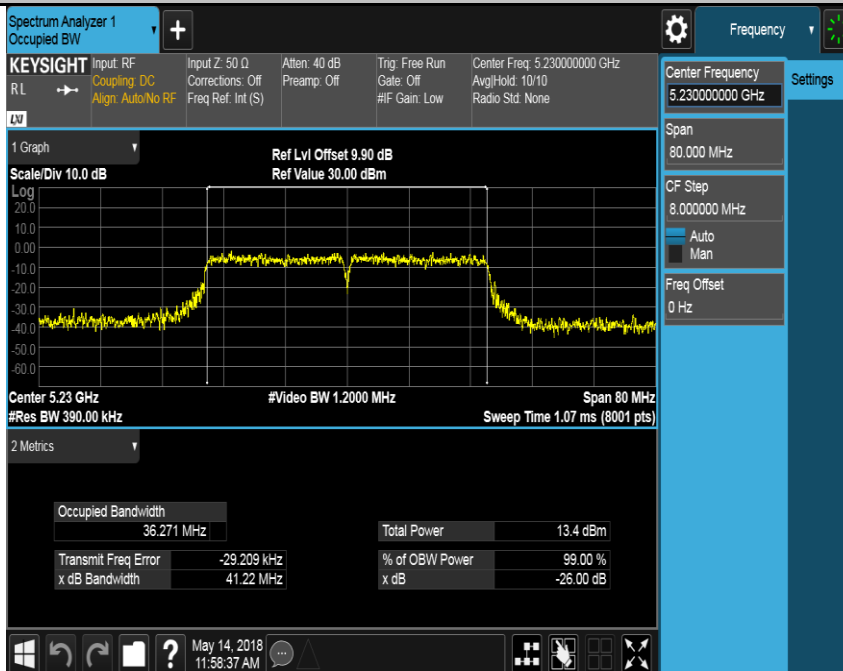 Spectrum Analyzer 1
Occupied BW
+
Frequency
KEYSIGHT
RL
LXI
Input: RF
Coupling: DC
Align: Auto/No RF
Input Z: 50 Ω
Corrections: Off
Freq Ref: Int (S)
Atten: 40 dB
Preamp: Off
Trig: Free Run
Gate: Off
#IF Gain: Low
Center Freq: 5.230000000 GHz
Avg|Hold: 10/10
Radio Std: None
Center Frequency
5.230000000 GHz
Settings
Span
80.000 MHz
CF Step
8.000000 MHz
Auto
Man
Freq Offset
0 Hz
1 Graph
Scale/Div 10.0 dB
Ref Lvl Offset 9.90 dB
Ref Value 30.00 dBm
Log
20.0
10.0
0.00
-10.0
-20.0
-30.0
-40.0
-50.0
-60.0
Center 5.23 GHz
#Video BW 1.2000 MHz
Span 80 MHz
#Res BW 390.00 kHz
Sweep Time 1.07 ms (8001 pts)
2 Metrics
Occupied Bandwidth
36.271 MHz
Total Power 13.4 dBm
Transmit Freq Error -29.209 kHz
% of OBW Power 99.00 %
x dB Bandwidth 41.22 MHz
x dB -26.00 dB
?
May 14, 2018
11:58:37 AM